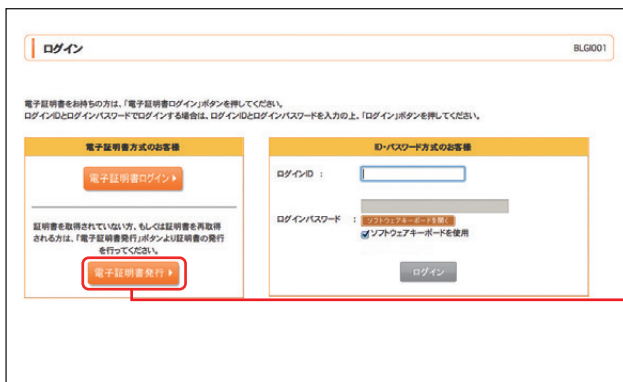 ログイン
BLGI001
電子証明書をお持ちの方は、「電子証明書ログイン」ボタンを押してください。
ログインIDとログインパスワードでログインする場合は、ログインIDとログインパスワードを入力の上、「ログイン」ボタンを押してください。
電子証明書方式のお客様
電子証明書ログイン
証明書を取得されていない方、もしくは証明書を再取得
される方は、「電子証明書発行」ボタンより証明書の発行
を行ってください。
電子証明書発行
ID・パスワード方式のお客様
ログインID :
ログインパスワード :
ソフトウェアキーボードを開く
ソフトウェアキーボードを使用
ログイン